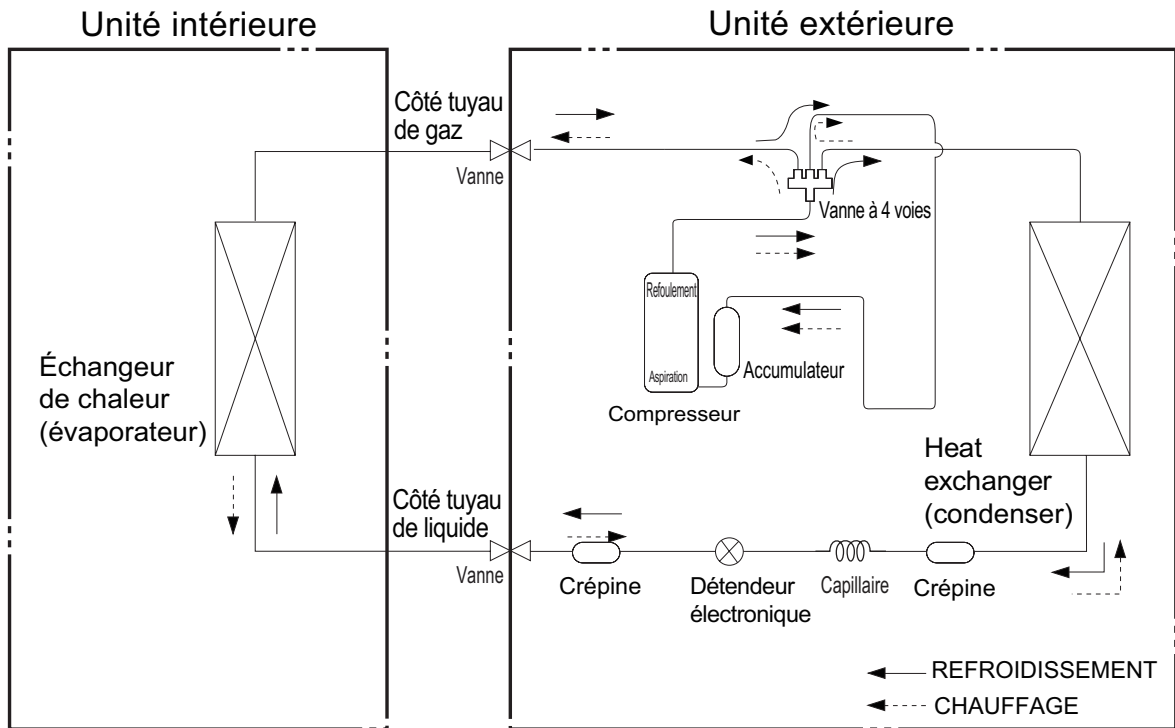 Unité intérieure
Unité extérieure
Côté tuyau
de gaz
Vanne
Vanne à 4 voies
Refoulement
Aspiration
Accumulateur
Compresseur
Échangeur
de chaleur
(évaporateur)
Heat
exchanger
(condenser)
Côté tuyau
de liquide
Vanne
Crépine
Détendeur
électronique
Capillaire
Crépine
REFROIDISSEMENT
CHAUFFAGE